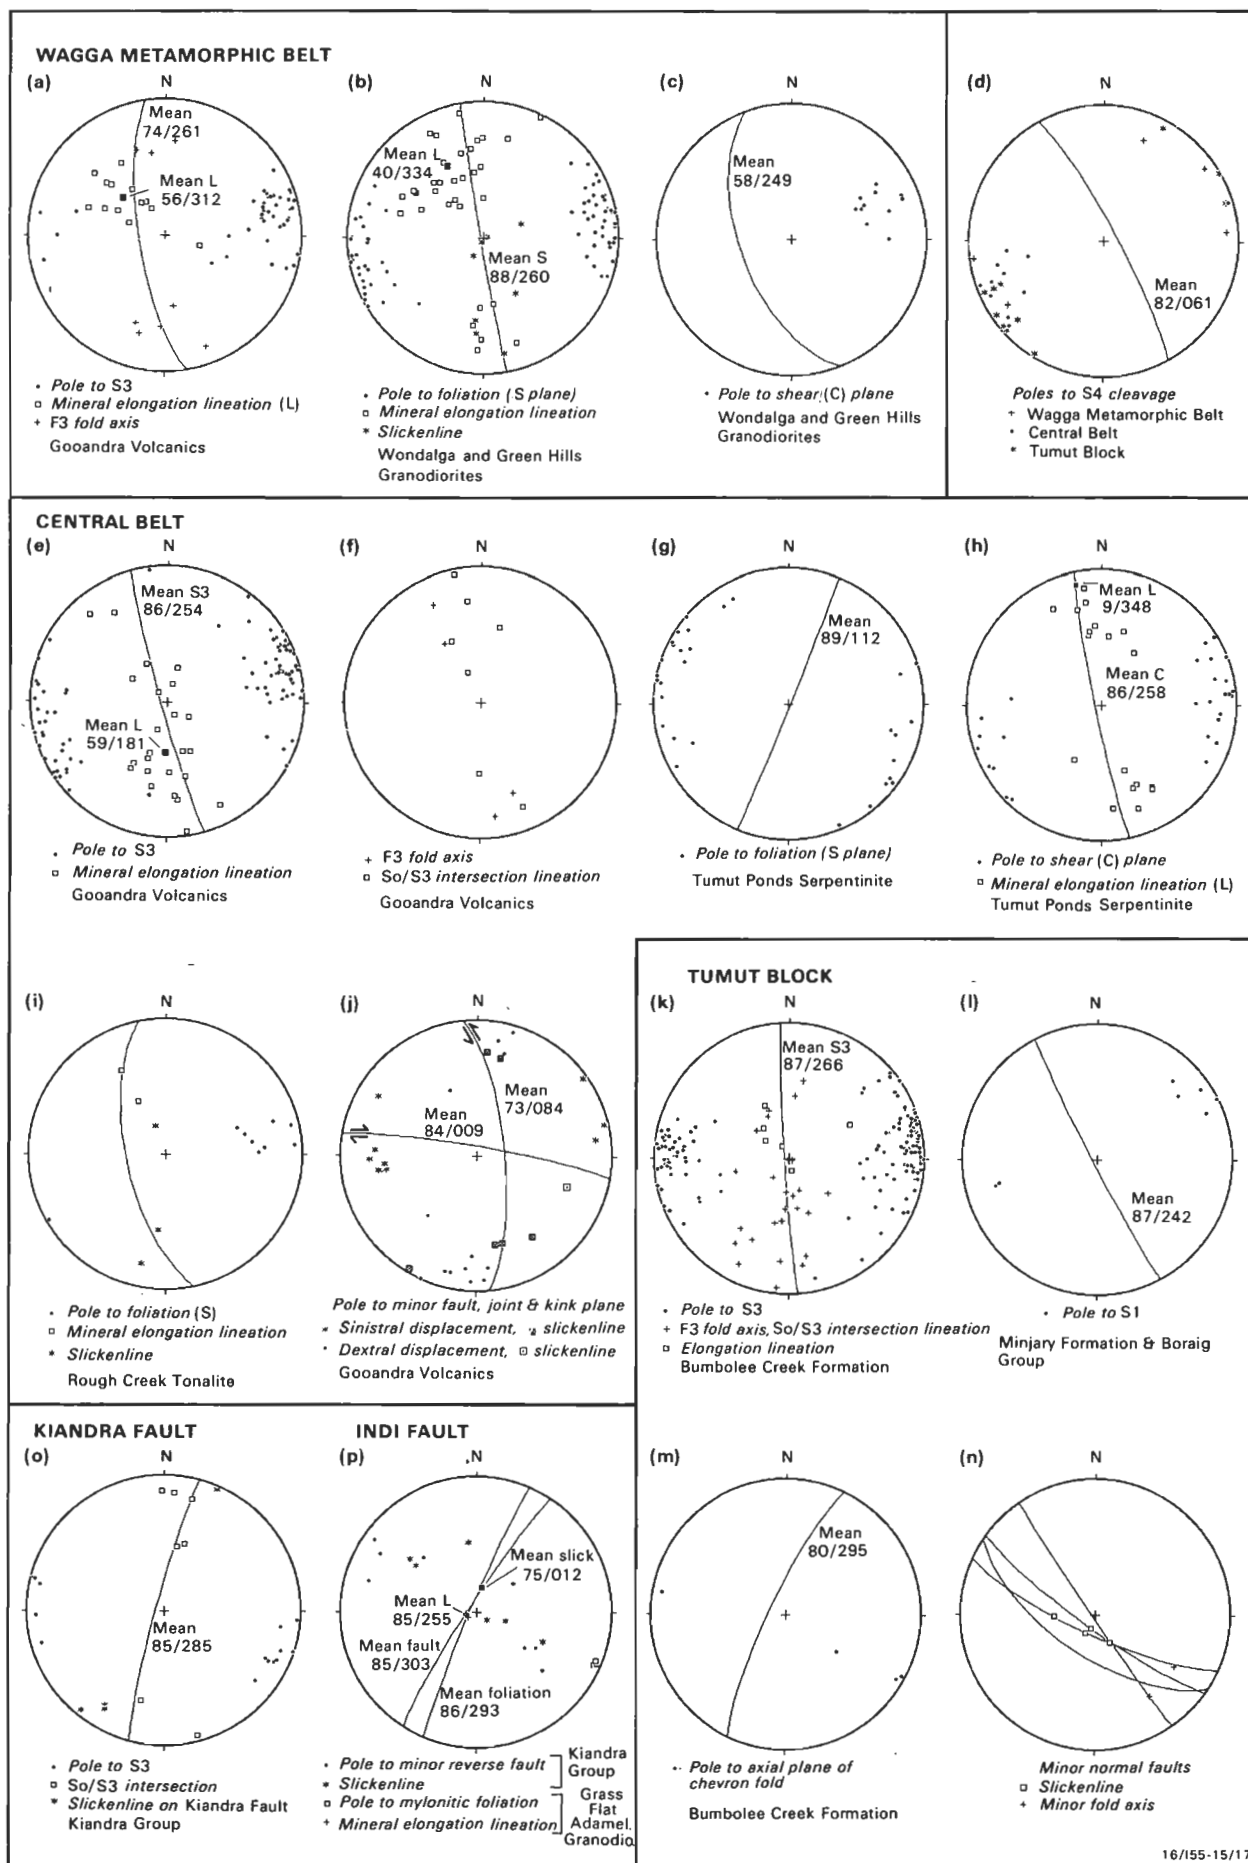 WAGGA METAMORPHIC BELT
(a)
N
Mean
74/261
Mean L
56/312
• Pole to S3
□ Mineral elongation lineation (L)
+ F3 fold axis
Gooandra Volcanics
(b)
N
Mean L
40/334
Mean S
88/260
• Pole to foliation (S plane)
□ Mineral elongation lineation
* Slickenline
Wondalga and Green Hills
Granodiorites
(c)
N
Mean
58/249
• Pole to shear (C) plane
Wondalga and Green Hills
Granodiorites
(d)
N
Mean
82/061
Poles to S4 cleavage
+ Wagga Metamorphic Belt
• Central Belt
* Tumut Block
CENTRAL BELT
(e)
N
Mean S3
86/254
Mean L
59/181
• Pole to S3
□ Mineral elongation lineation
Gooandra Volcanics
(f)
N
+ F3 fold axis
□ So/S3 intersection lineation
Gooandra Volcanics
(g)
N
Mean
89/112
• Pole to foliation (S plane)
Tumut Ponds Serpentinite
(h)
N
Mean L
9/348
Mean C
86/258
• Pole to shear (C) plane
□ Mineral elongation lineation (L)
Tumut Ponds Serpentinite
(i)
N
• Pole to foliation (S)
□ Mineral elongation lineation
* Slickenline
Rough Creek Tonalite
(j)
N
Mean
73/084
Mean
84/009
Pole to minor fault, joint & kink plane
* Sinistral displacement, slickenline
• Dextral displacement, □ slickenline
Gooandra Volcanics
TUMUT BLOCK
(k)
N
Mean S3
87/266
• Pole to S3
+ F3 fold axis, So/S3 intersection lineation
□ Elongation lineation
Bumbolee Creek Formation
(l)
N
Mean
87/242
• Pole to S1
Minjary Formation & Boraig
Group
KIANDRA FAULT
(o)
N
Mean
85/285
• Pole to S3
□ So/S3 intersection
* Slickenline on Kiandra Fault
Kiandra Group
INDI FAULT
(p)
N
Mean slick
75/012
Mean L
85/255
Mean fault
85/303
Mean foliation
86/293
• Pole to minor reverse fault
* Slickenline
Kiandra
Group
□ Pole to mylonitic foliation
+ Mineral elongation lineation
Grass
Flat
Adamel.
Granodio
(m)
N
Mean
80/295
• Pole to axial plane of
chevron fold
Bumbolee Creek Formation
(n)
N
Minor normal faults
□ Slickenline
+ Minor fold axis
16/I55-15/17